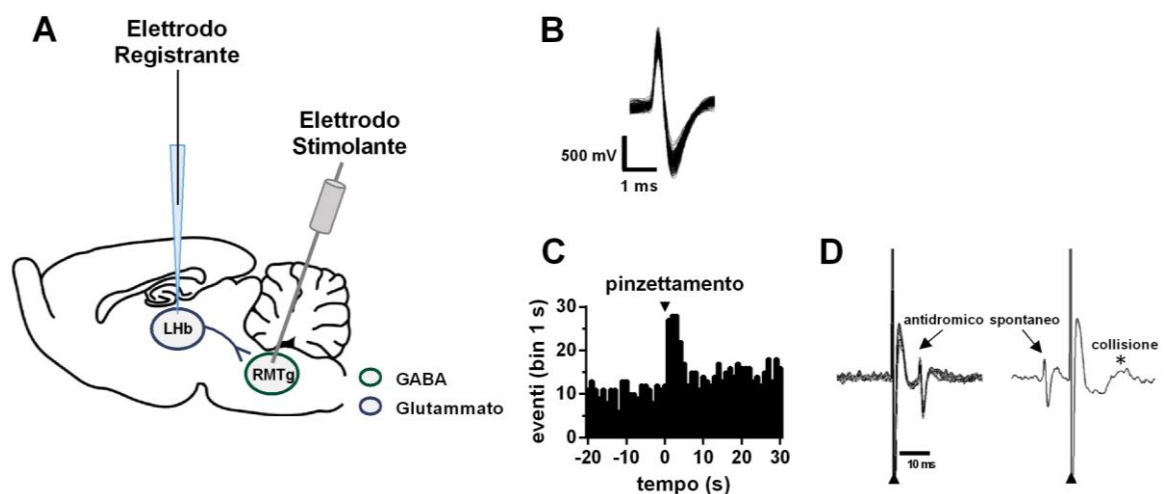 A
Elettrodo
Registrante
Elettrodo
Stimolante
LHb
RMTg
GABA
Glutammato
B
500 mV
1 ms
C
pinzettamento
eventi (bin 1 s)
30
20
10
0
-20
-10
0
10
20
30
tempo (s)
D
antidromico
spontaneo
collisione
*
10 ms